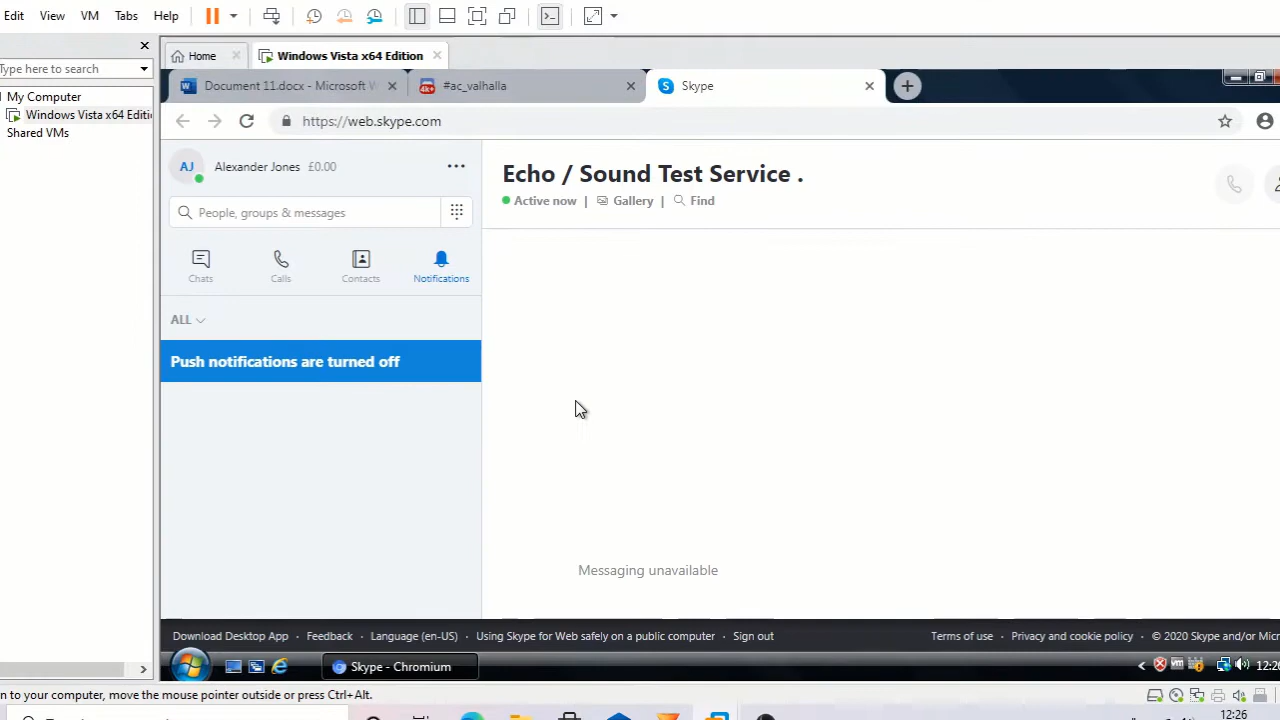 Edit View VM Tabs Help
Home Windows Vista x64 Edition
Type here to search
My Computer
Windows Vista x64 Editi
Shared VMs
Document 11.docx - Microsoft W #ac_valhalla Skype
4k+
https://web.skype.com
AJ Alexander Jones £0.00
People, groups & messages
Chats Calls Contacts Notifications
ALL
Push notifications are turned off
Echo / Sound Test Service .
Active now | Gallery | Find
Messaging unavailable
Download Desktop App Feedback Language (en-US) Using Skype for Web safely on a public computer Sign out Terms of use Privacy and cookie policy © 2020 Skype and/or Micr
Skype - Chromium 12:26
n to your computer, move the mouse pointer outside or press Ctrl+Alt.
12:26